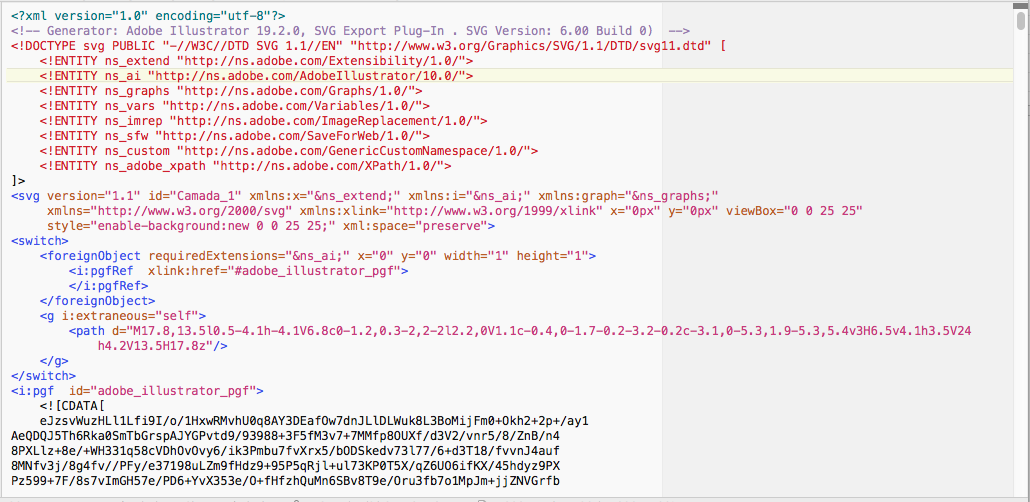 <?xml version="1.0" encoding="utf-8"?>
<!-- Generator: Adobe Illustrator 19.2.0, SVG Export Plug-In . SVG Version: 6.00 Build 0)  -->
<!DOCTYPE svg PUBLIC "-//W3C//DTD SVG 1.1//EN" "http://www.w3.org/Graphics/SVG/1.1/DTD/svg11.dtd" [
    <!ENTITY ns_extend "http://ns.adobe.com/Extensibility/1.0/">
    <!ENTITY ns_ai "http://ns.adobe.com/AdobeIllustrator/10.0/">
    <!ENTITY ns_graphs "http://ns.adobe.com/Graphs/1.0/">
    <!ENTITY ns_vars "http://ns.adobe.com/Variables/1.0/">
    <!ENTITY ns_imrep "http://ns.adobe.com/ImageReplacement/1.0/">
    <!ENTITY ns_sfw "http://ns.adobe.com/SaveForWeb/1.0/">
    <!ENTITY ns_custom "http://ns.adobe.com/GenericCustomNamespace/1.0/">
    <!ENTITY ns_adobe_xpath "http://ns.adobe.com/XPath/1.0/">
]>
<svg version="1.1" id="Camada_1" xmlns:x="&ns_extend;" xmlns:i="&ns_ai;" xmlns:graph="&ns_graphs;"
     xmlns="http://www.w3.org/2000/svg" xmlns:xlink="http://www.w3.org/1999/xlink" x="0px" y="0px" viewBox="0 0 25 25"
     style="enable-background:new 0 0 25 25;" xml:space="preserve">
<switch>
    <foreignObject requiredExtensions="&ns_ai;" x="0" y="0" width="1" height="1">
        <i:pgfRef  xlink:href="#adobe_illustrator_pgf">
        </i:pgfRef>
    </foreignObject>
    <g i:extraneous="self">
        <path d="M17.8,13.5l0.5-4.1h-4.1V6.8c0-1.2,0.3-2,2-2l2.2,0V1.1c-0.4,0-1.7-0.2-3.2-0.2c-3.1,0-5.3,1.9-5.3,5.4v3H6.5v4.1h3.5V24
            h4.2V13.5H17.8z"/>
    </g>
</switch>
<i:pgf  id="adobe_illustrator_pgf">
    <![CDATA[
    eJzsvWuzHLl1Lfi9I/o/1HxwRMvhU0q8AY3DEafOw7dnJLlDLWuk8L3BoMijFm0+Okh2+2p+/ay1
AeQDQJ5Th6Rka0SmTbGrspAJYGPvtd9/93988+3F5fM3v7+7MMfp8OUXf/d3V2/vnr5/8/ZnB/n4
8PXLlz+8e/+WH331q58cVDhOvOvy6/ik3Pmbu7fvXrx5/bODSkedv73l77/6+d3T18+fvvnJ4auf
8MNfv3j/8g4fv//PFy/e37198uLZm9fHdz9+95P5qRjl+ul73KP0T5X/qZ6U06ifKX/45hdyz9PX
Pz599+7F/8s7vImGH57e/PD6+YvX353e/O+fHfzhQuMn6SBv8T9e/Oru3fb7o1MpJm+jjZNVGrfb